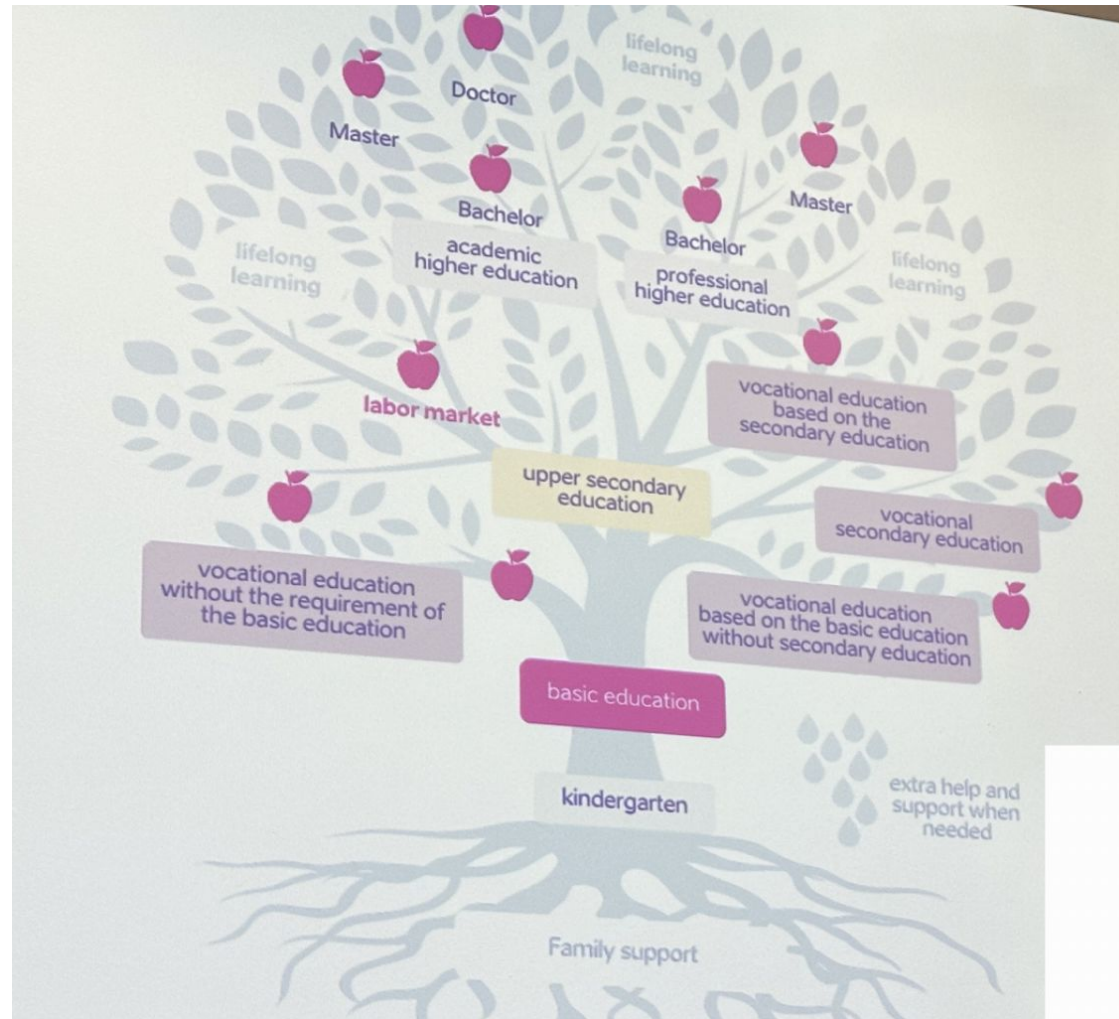 lifelong
learning
Doctor
Master
Bachelor
Master
Bachelor
academic
higher education
professional
higher education
lifelong
learning
lifelong
learning
labor market
vocational education
based on the
secondary education
upper secondary
education
vocational
secondary education
vocational education
without the requirement of
the basic education
vocational education
based on the basic education
without secondary education
basic education
kindergarten
extra help and
support when
needed
Family support